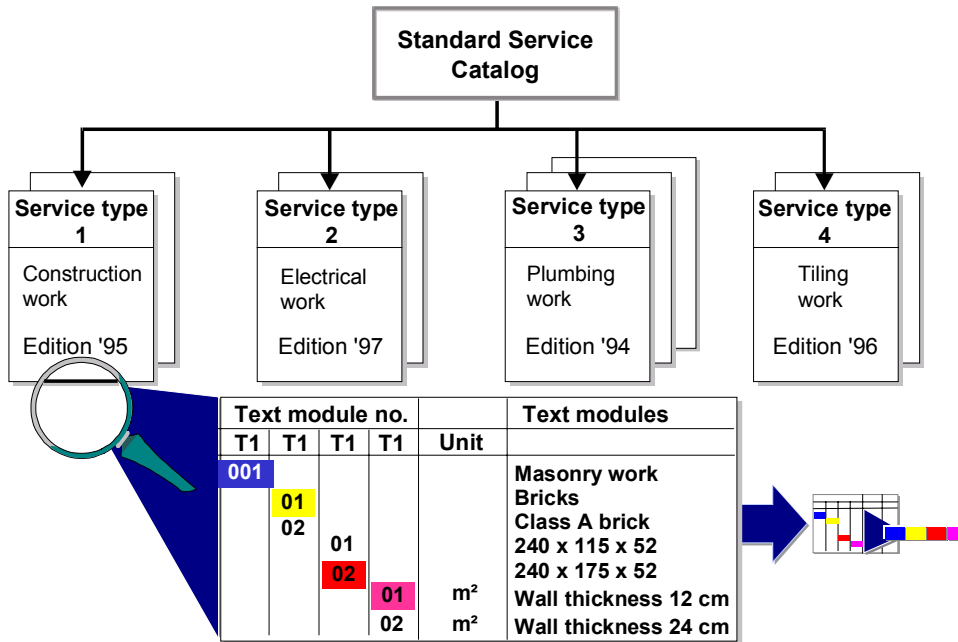 Standard Service
Catalog
Service type
1
Construction
work
Edition '95
Service type
2
Electrical
work
Edition '97
Service type
3
Plumbing
work
Edition '94
Service type
4
Tiling
work
Edition '96
Text module no. Text modules
T1 T1 T1 T1 Unit
001 Masonry work
01 Bricks
02 Class A brick
01 240 x 115 x 52
02 240 x 175 x 52
01 m² Wall thickness 12 cm
02 m² Wall thickness 24 cm